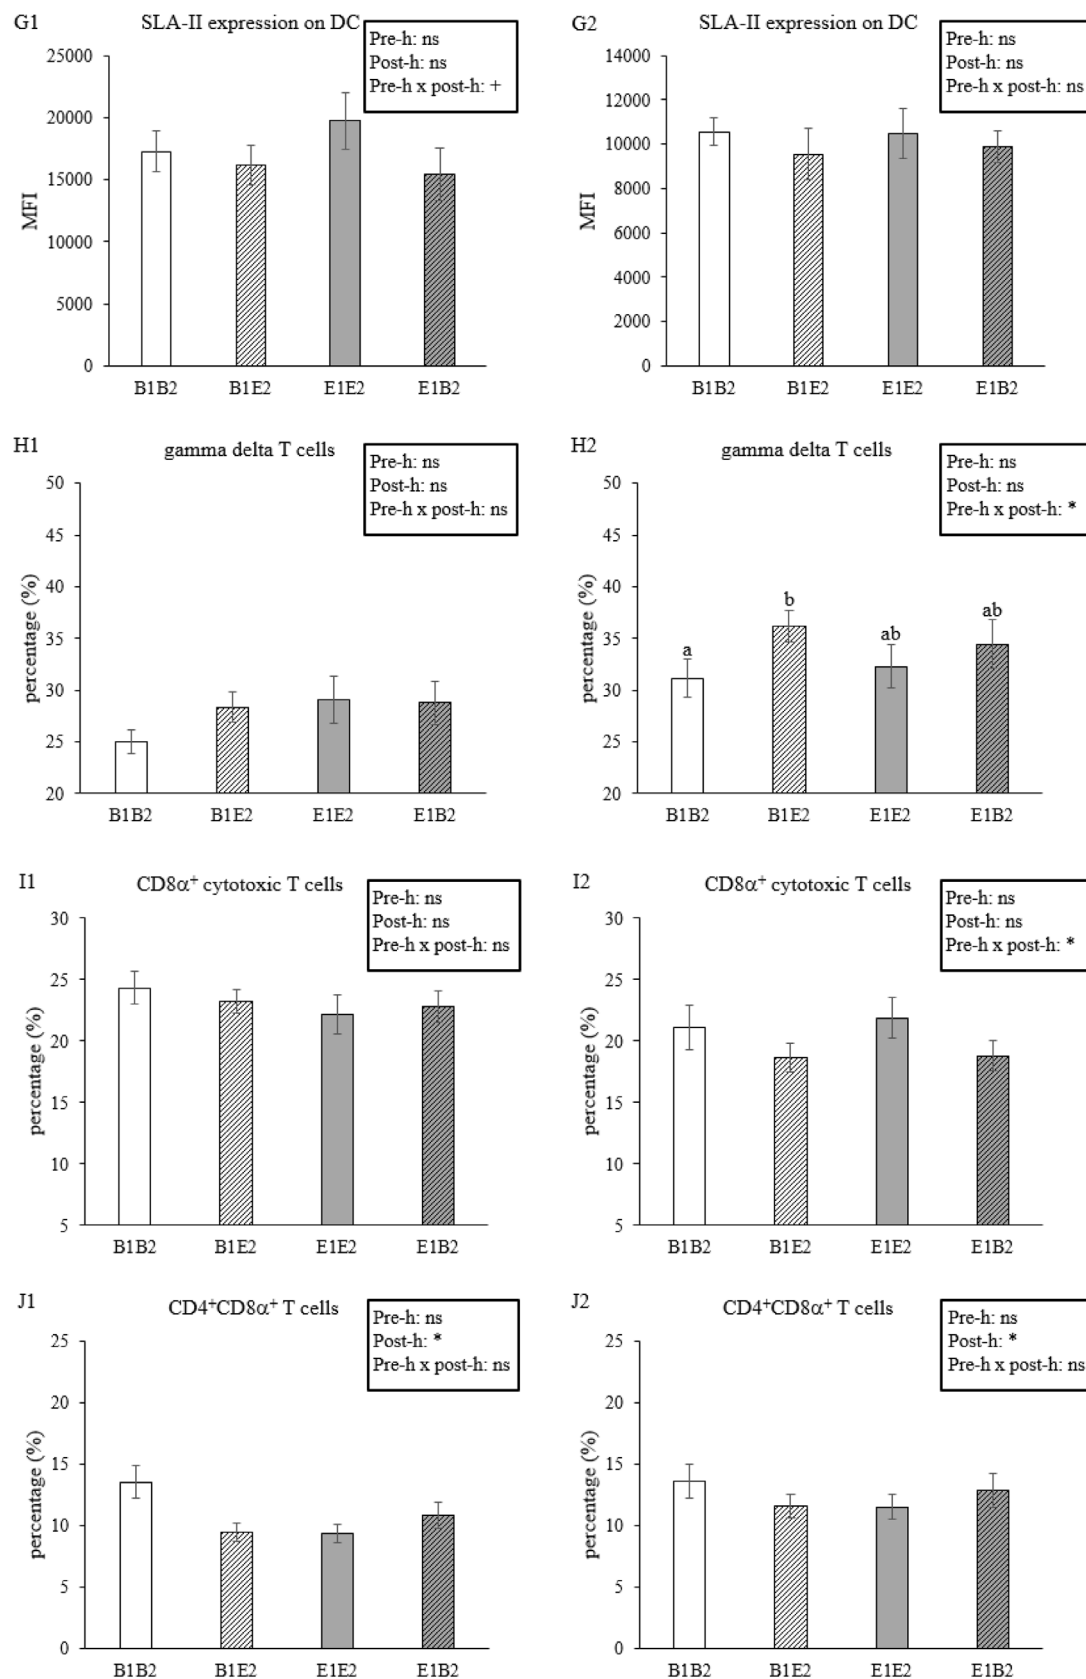 G1
SLA-II expression on DC
Pre-h: ns
Post-h: ns
Pre-h x post-h: +
25000
20000
15000
10000
5000
0
MFI
B1B2 B1E2 E1E2 E1B2
G2
SLA-II expression on DC
Pre-h: ns
Post-h: ns
Pre-h x post-h: ns
14000
12000
10000
8000
6000
4000
2000
0
MFI
B1B2 B1E2 E1E2 E1B2
H1
gamma delta T cells
Pre-h: ns
Post-h: ns
Pre-h x post-h: ns
50
45
40
35
30
25
20
percentage (%)
B1B2 B1E2 E1E2 E1B2
H2
gamma delta T cells
Pre-h: ns
Post-h: ns
Pre-h x post-h: *
50
45
40
35
30
25
20
percentage (%)
a b ab ab
B1B2 B1E2 E1E2 E1B2
I1
CD8α⁺ cytotoxic T cells
Pre-h: ns
Post-h: ns
Pre-h x post-h: ns
30
25
20
15
10
5
percentage (%)
B1B2 B1E2 E1E2 E1B2
I2
CD8α⁺ cytotoxic T cells
Pre-h: ns
Post-h: ns
Pre-h x post-h: *
30
25
20
15
10
5
percentage (%)
B1B2 B1E2 E1E2 E1B2
J1
CD4⁺CD8α⁺ T cells
Pre-h: ns
Post-h: *
Pre-h x post-h: ns
25
20
15
10
5
0
percentage (%)
B1B2 B1E2 E1E2 E1B2
J2
CD4⁺CD8α⁺ T cells
Pre-h: ns
Post-h: *
Pre-h x post-h: ns
25
20
15
10
5
0
percentage (%)
B1B2 B1E2 E1E2 E1B2